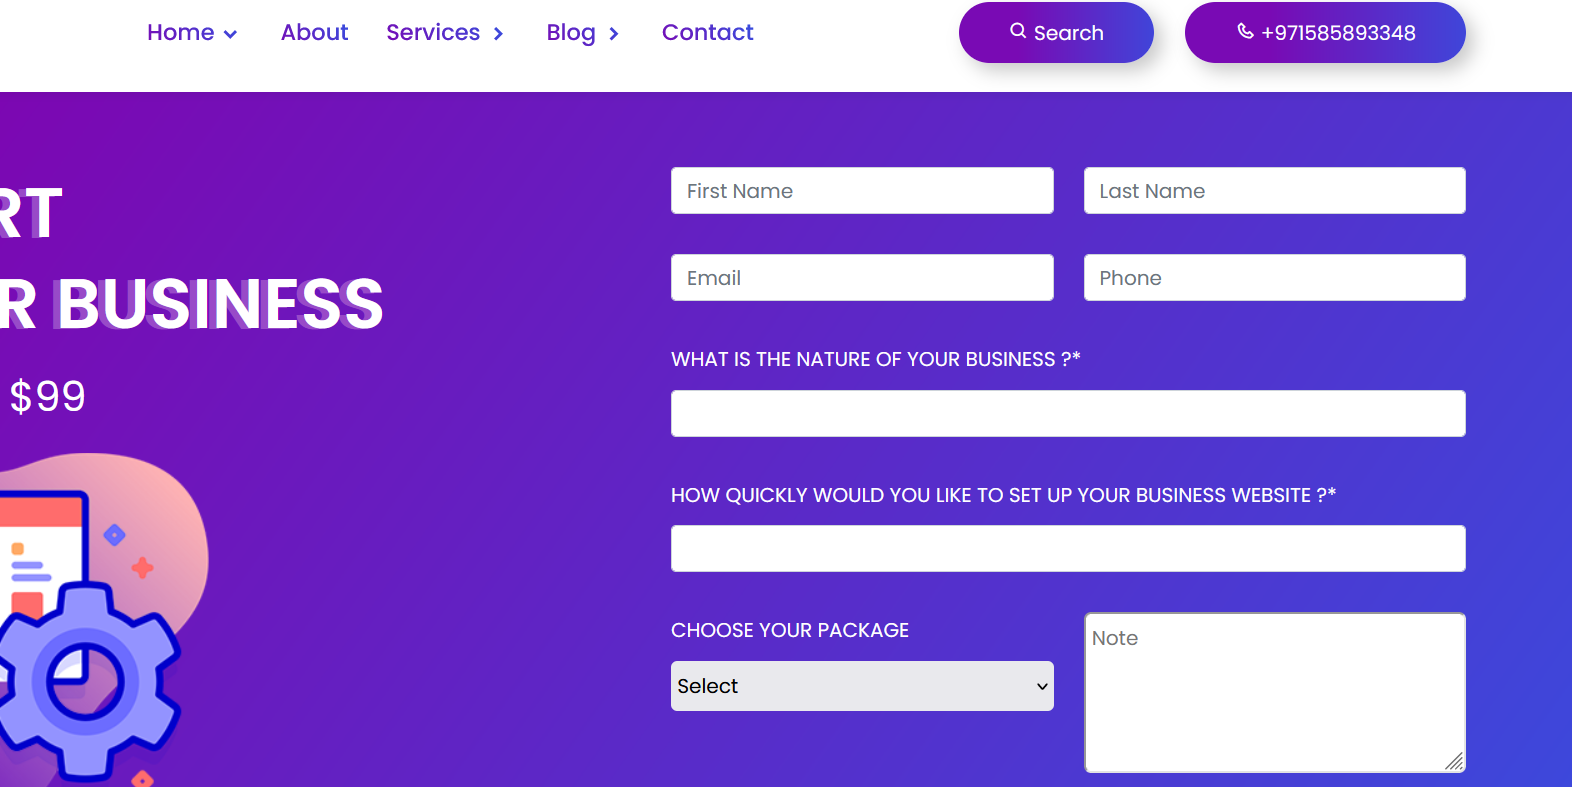 Home About Services Blog Contact Search +971585893348
First Name Last Name
RT
Email Phone
R BUSINESS
WHAT IS THE NATURE OF YOUR BUSINESS ?*
$99
HOW QUICKLY WOULD YOU LIKE TO SET UP YOUR BUSINESS WEBSITE ?*
CHOOSE YOUR PACKAGE
Note
Select